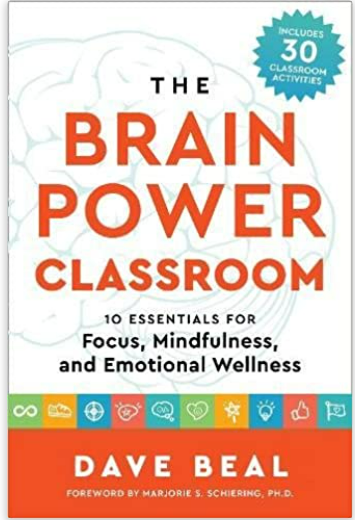 INCLUDES
30
CLASSROOM
ACTIVITIES
THE
BRAIN
POWER
CLASSROOM
10 ESSENTIALS FOR
Focus, Mindfulness,
and Emotional Wellness
DAVE BEAL
FOREWORD BY MARJORIE S. SCHIERING, PH.D.